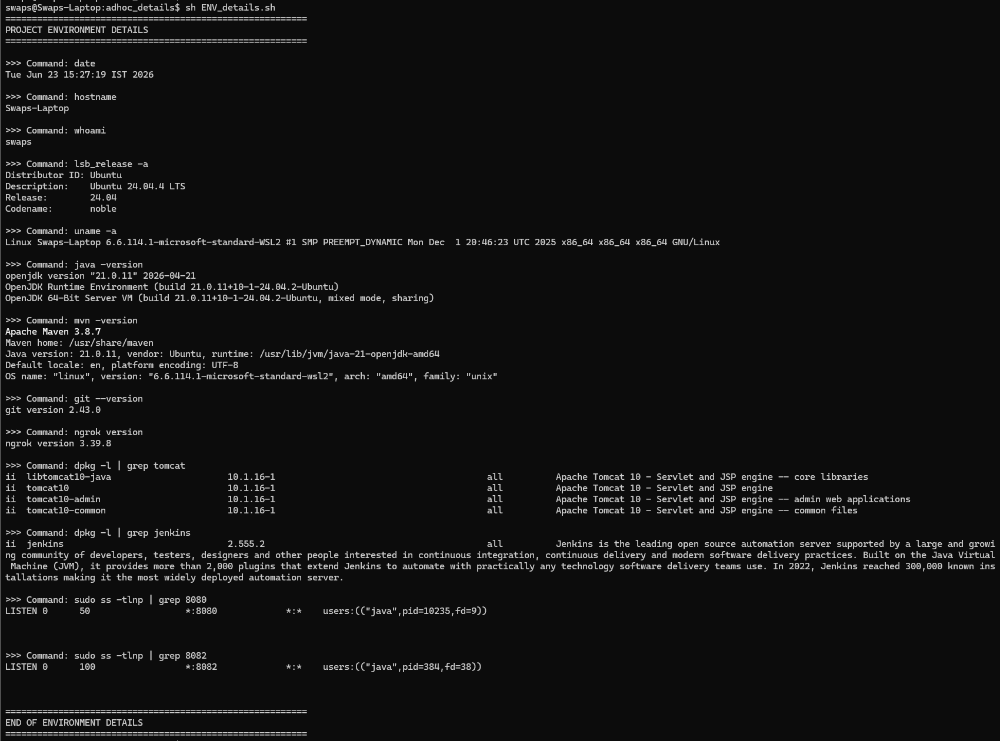 swaps@Swaps-Laptop:adhoc_details$ sh ENV_details.sh
=========================================================
PROJECT ENVIRONMENT DETAILS
=========================================================
>>> Command: date
Tue Jun 23 15:27:19 IST 2026
>>> Command: hostname
Swaps-Laptop
>>> Command: whoami
swaps
>>> Command: lsb_release -a
Distributor ID: Ubuntu
Description:    Ubuntu 24.04.4 LTS
Release:        24.04
Codename:       noble
>>> Command: uname -a
Linux Swaps-Laptop 6.6.114.1-microsoft-standard-WSL2 #1 SMP PREEMPT_DYNAMIC Mon Dec  1 20:46:23 UTC 2025 x86_64 x86_64 x86_64 GNU/Linux
>>> Command: java -version
openjdk version "21.0.11" 2026-04-21
OpenJDK Runtime Environment (build 21.0.11+10-1-24.04.2-Ubuntu)
OpenJDK 64-Bit Server VM (build 21.0.11+10-1-24.04.2-Ubuntu, mixed mode, sharing)
>>> Command: mvn -version
Apache Maven 3.8.7
Maven home: /usr/share/maven
Java version: 21.0.11, vendor: Ubuntu, runtime: /usr/lib/jvm/java-21-openjdk-amd64
Default locale: en, platform encoding: UTF-8
OS name: "linux", version: "6.6.114.1-microsoft-standard-wsl2", arch: "amd64", family: "unix"
>>> Command: git --version
git version 2.43.0
>>> Command: ngrok version
ngrok version 3.39.8
>>> Command: dpkg -l | grep tomcat
ii  libtomcat10-java                      10.1.16-1                                        all          Apache Tomcat 10 - Servlet and JSP engine -- core libraries
ii  tomcat10                              10.1.16-1                                        all          Apache Tomcat 10 - Servlet and JSP engine
ii  tomcat10-admin                        10.1.16-1                                        all          Apache Tomcat 10 - Servlet and JSP engine -- admin web applications
ii  tomcat10-common                       10.1.16-1                                        all          Apache Tomcat 10 - Servlet and JSP engine -- common files
>>> Command: dpkg -l | grep jenkins
ii  jenkins                               2.555.2                                          all          Jenkins is the leading open source automation server supported by a large and growi
ng community of developers, testers, designers and other people interested in continuous integration, continuous delivery and modern software delivery practices. Built on the Java Virtual
 Machine (JVM), it provides more than 2,000 plugins that extend Jenkins to automate with practically any technology software delivery teams use. In 2022, Jenkins reached 300,000 known ins
tallations making it the most widely deployed automation server.
>>> Command: sudo ss -tlnp | grep 8080
LISTEN 0      50                  *:8080             *:*    users:(("java",pid=10235,fd=9))
>>> Command: sudo ss -tlnp | grep 8082
LISTEN 0      100                 *:8082             *:*    users:(("java",pid=384,fd=38))
=========================================================
END OF ENVIRONMENT DETAILS
=========================================================